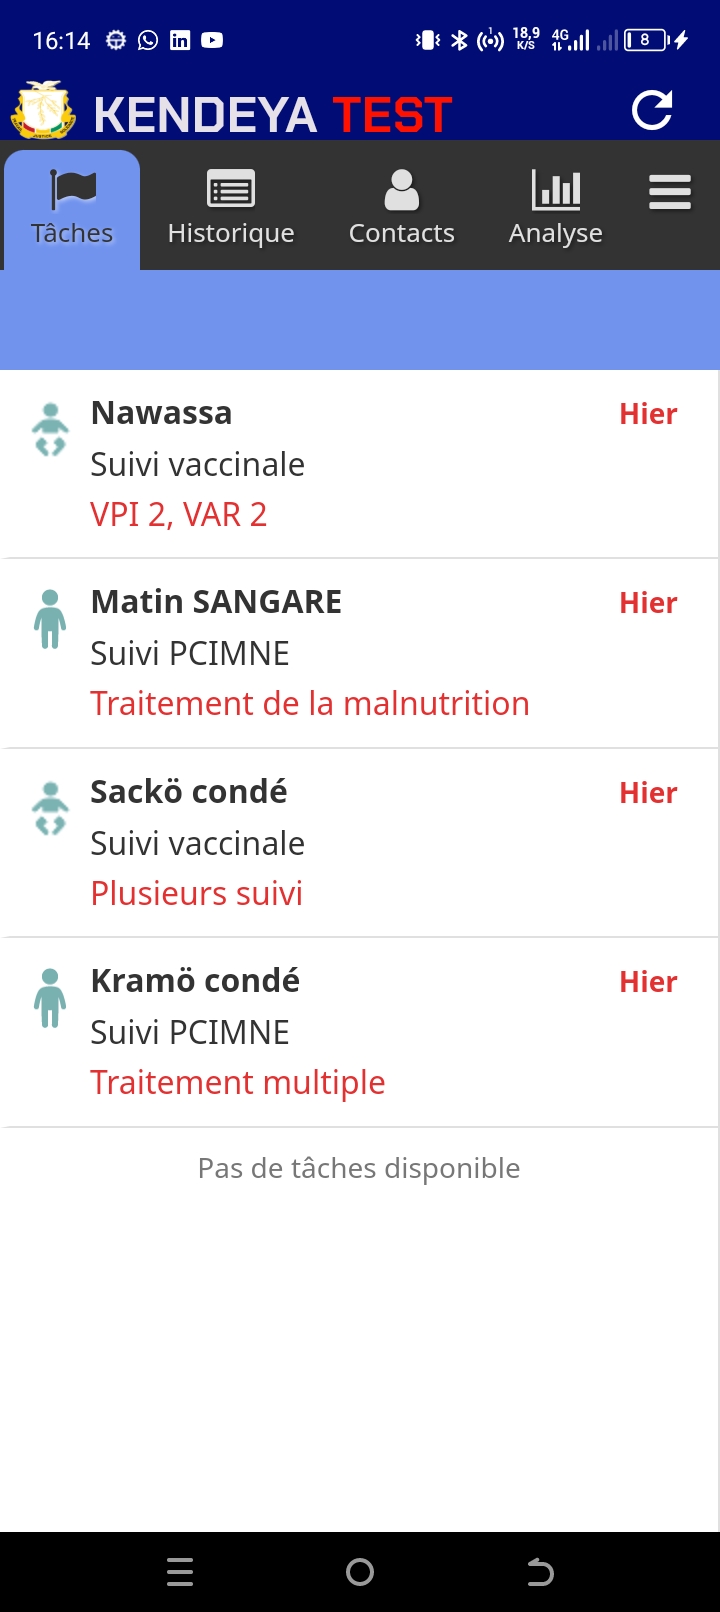 16:14 18,9 K/S 4G 8
KENDEYA TEST
Tâches Historique Contacts Analyse
Nawassa Hier
Suivi vaccinale
VPI 2, VAR 2
Matin SANGARE Hier
Suivi PCIMNE
Traitement de la malnutrition
Sackö condé Hier
Suivi vaccinale
Plusieurs suivi
Kramö condé Hier
Suivi PCIMNE
Traitement multiple
Pas de tâches disponible